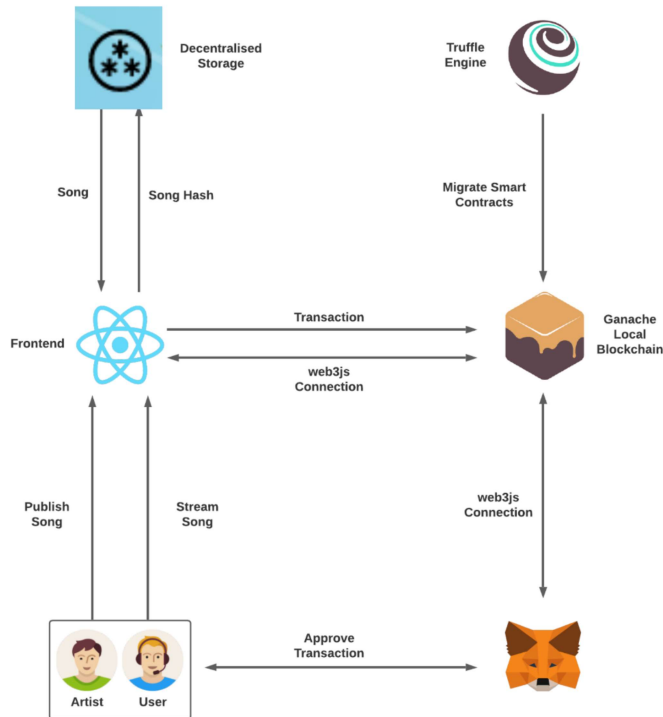 Decentralised
Storage
Truffle
Engine
Song
Song Hash
Migrate Smart
Contracts
Frontend
Transaction
web3js
Connection
Ganache
Local
Blockchain
Publish
Song
Stream
Song
web3js
Connection
Approve
Transaction
Artist
User